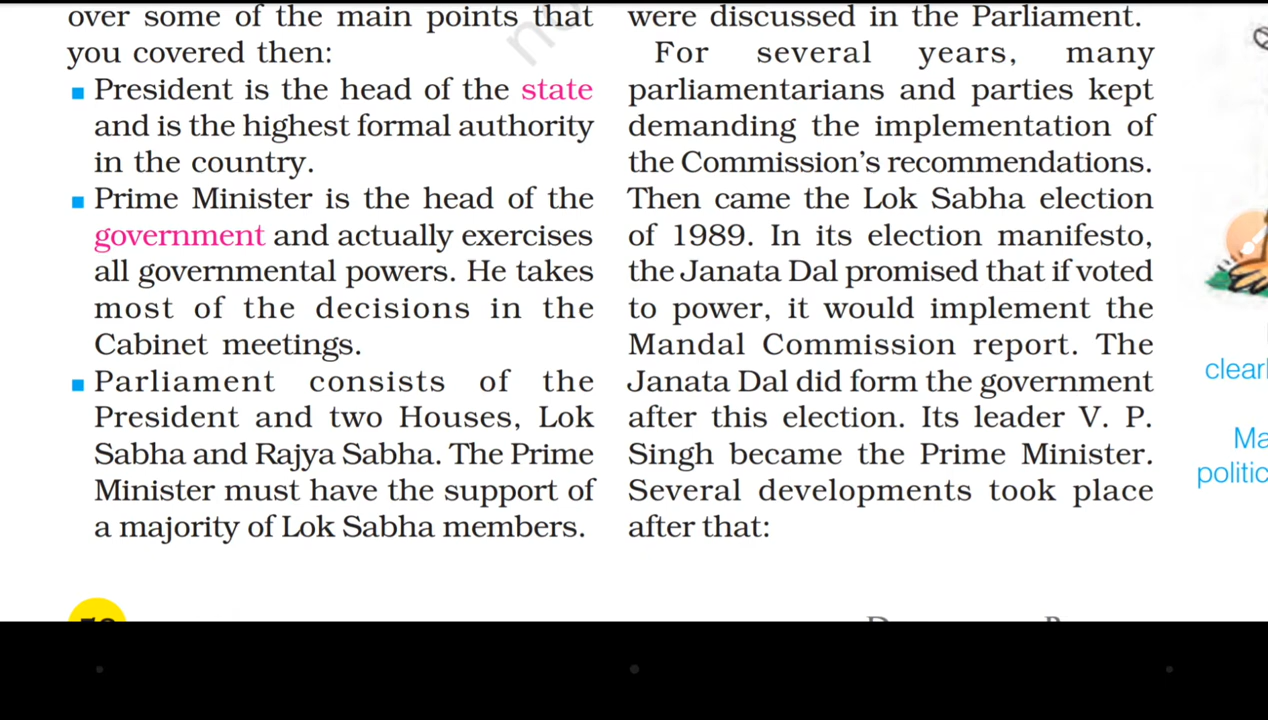 over some of the main points that
you covered then:
■ President is the head of the state
and is the highest formal authority
in the country.
■ Prime Minister is the head of the
government and actually exercises
all governmental powers. He takes
most of the decisions in the
Cabinet meetings.
■ Parliament consists of the
President and two Houses, Lok
Sabha and Rajya Sabha. The Prime
Minister must have the support of
a majority of Lok Sabha members.
were discussed in the Parliament.
For several years, many
parliamentarians and parties kept
demanding the implementation of
the Commission's recommendations.
Then came the Lok Sabha election
of 1989. In its election manifesto,
the Janata Dal promised that if voted
to power, it would implement the
Mandal Commission report. The
Janata Dal did form the government
after this election. Its leader V. P.
Singh became the Prime Minister.
Several developments took place
after that: